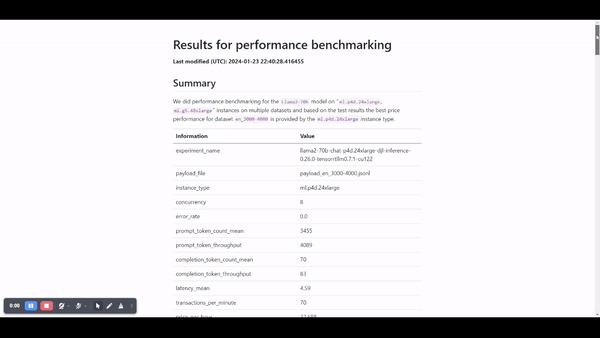 Results for performance benchmarking
Last modified (UTC): 2024-01-23 22:40:28.416455
Summary
We did performance benchmarking for the Llama2-70b model on "ml.p4d.24xlarge,
ml.g5.48xlarge" instances on multiple datasets and based on the test results the best price
performance for dataset en_3000-4000 is provided by the ml.p4d.24xlarge instance type.
Information Value
experiment_name llama2-70b-chat-p4d.24xlarge-djl-inference-
0.26.0-tensorrtllm0.7.1-cu122
payload_file payload_en_3000-4000.jsonl
instance_type ml.p4d.24xlarge
concurrency 8
error_rate 0.0
prompt_token_count_mean 3455
prompt_token_throughput 4089
completion_token_count_mean 70
completion_token_throughput 83
latency_mean 4.59
transactions_per_minute 70
0:00